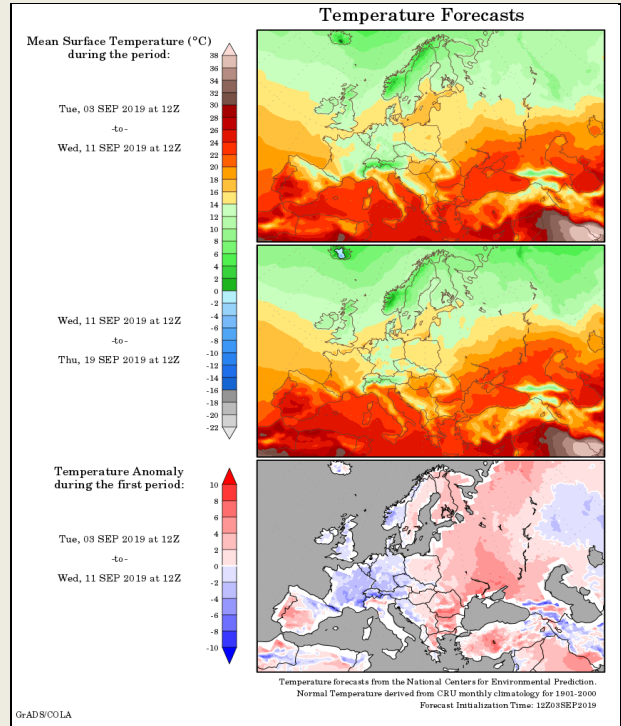 Temperature Forecasts
Mean Surface Temperature (°C)
during the period:
Tue, 03 SEP 2019 at 12Z
-to-
Wed, 11 SEP 2019 at 12Z
38
36
34
32
30
28
26
24
22
20
18
16
14
12
10
8
6
4
2
0
-2
-4
-6
-8
-10
-12
-14
-16
-18
-20
-22
Wed, 11 SEP 2019 at 12Z
-to-
Thu, 19 SEP 2019 at 12Z
Temperature Anomaly
during the first period:
Tue, 03 SEP 2019 at 12Z
-to-
Wed, 11 SEP 2019 at 12Z
10
8
6
4
2
0
-2
-4
-6
-8
-10
Temperature forecasts from the National Centers for Environmental Prediction.
Normal Temperature derived from CRU monthly climatology for 1901-2000
Forecast Initialization Time: 12Z03SEP2019
GrADS/COLA